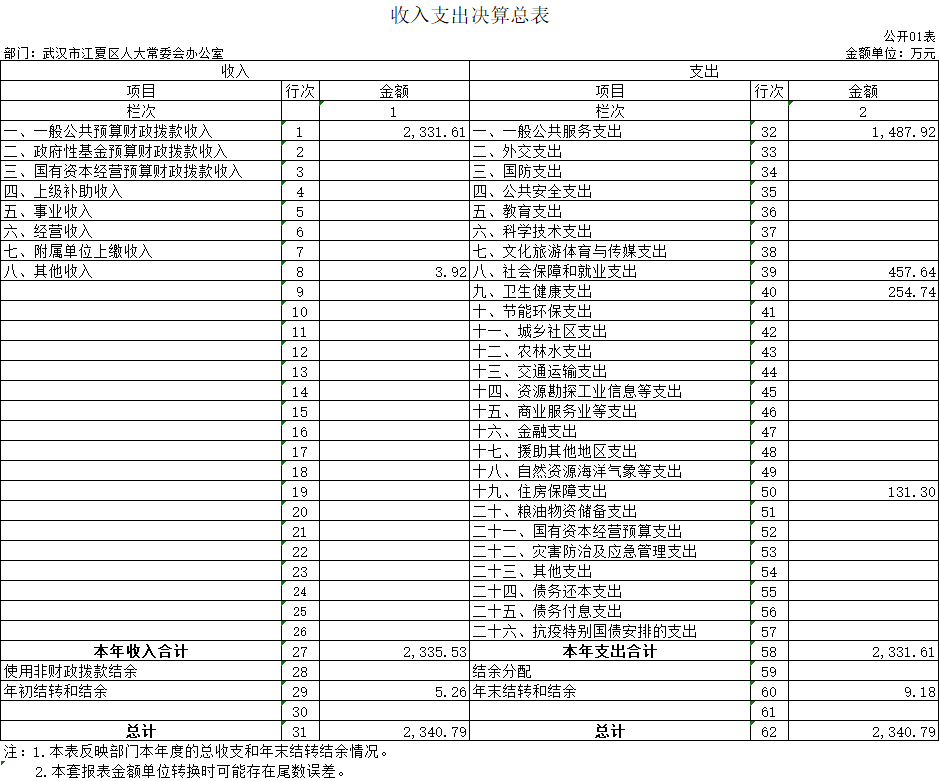 收入支出决算总表
公开01表
部门：武汉市江夏区人大常委会办公室 金额单位：万元
收入 支出
项目 行次 金额 项目 行次 金额
栏次 1 栏次 2
一、一般公共预算财政拨款收入 1 2,331.61 一、一般公共服务支出 32 1,487.92
二、政府性基金预算财政拨款收入 2 二、外交支出 33
三、国有资本经营预算财政拨款收入 3 三、国防支出 34
四、上级补助收入 4 四、公共安全支出 35
五、事业收入 5 五、教育支出 36
六、经营收入 6 六、科学技术支出 37
七、附属单位上缴收入 7 七、文化旅游体育与传媒支出 38
八、其他收入 8 3.92 八、社会保障和就业支出 39 457.64
9 九、卫生健康支出 40 254.74
10 十、节能环保支出 41
11 十一、城乡社区支出 42
12 十二、农林水支出 43
13 十三、交通运输支出 44
14 十四、资源勘探工业信息等支出 45
15 十五、商业服务业等支出 46
16 十六、金融支出 47
17 十七、援助其他地区支出 48
18 十八、自然资源海洋气象等支出 49
19 十九、住房保障支出 50 131.30
20 二十、粮油物资储备支出 51
21 二十一、国有资本经营预算支出 52
22 二十二、灾害防治及应急管理支出 53
23 二十三、其他支出 54
24 二十四、债务还本支出 55
25 二十五、债务付息支出 56
26 二十六、抗疫特别国债安排的支出 57
本年收入合计 27 2,335.53 本年支出合计 58 2,331.61
使用非财政拨款结余 28 结余分配 59
年初结转和结余 29 5.26 年末结转和结余 60 9.18
30 61
总计 31 2,340.79 总计 62 2,340.79
注：1.本表反映部门本年度的总收支和年末结转结余情况。
2.本套报表金额单位转换时可能存在尾数误差。